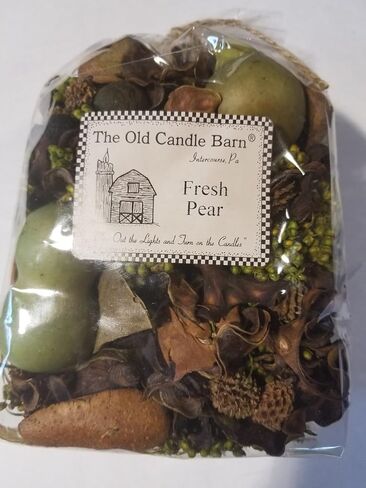 The Old Candle Barn®
Intercourse, Pa
Fresh
Pear
"Out the Lights and Turn on the Candles"